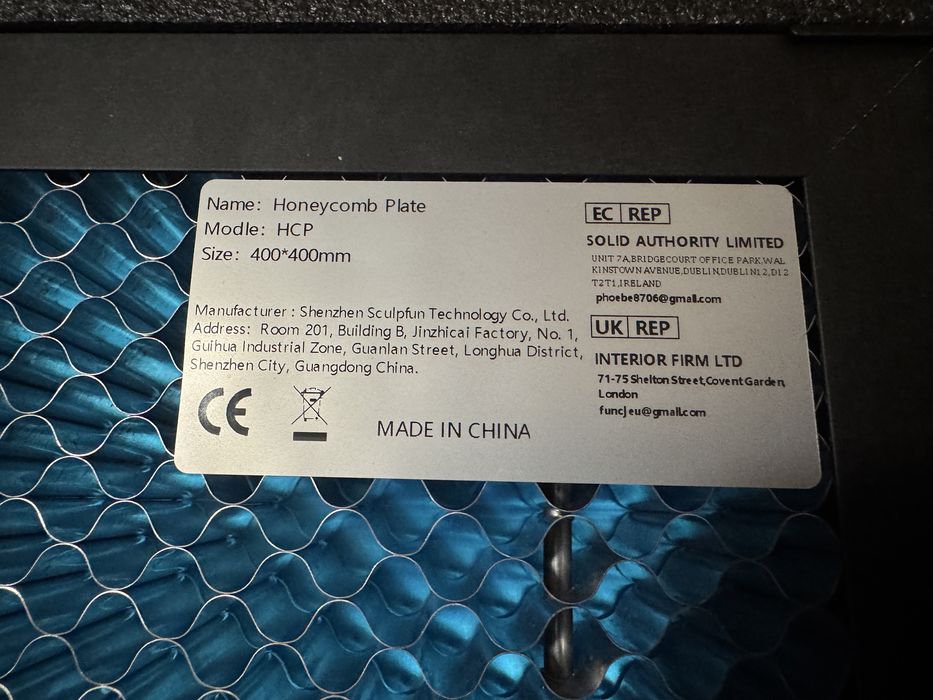 Name: Honeycomb Plate
Modle: HCP
Size: 400*400mm
Manufacturer : Shenzhen Sculpfun Technology Co., Ltd.
Address: Room 201, Building B, Jinzhicai Factory, No. 1,
Guihua Industrial Zone, Guanlan Street, Longhua District,
Shenzhen City, Guangdong China.
CE
MADE IN CHINA
EC REP
SOLID AUTHORITY LIMITED
UNIT 7A,BRIDGECOURT OFFICE PARK,WAL
KINSTOWN AVENUE,DUBLIN,DUBLIN12,D12
T2T1,IRELAND
phoebe8706@gmail.com
UK REP
INTERIOR FIRM LTD
71-75 Shelton Street,Covent Garden,
London
funcjeu@gmail.com